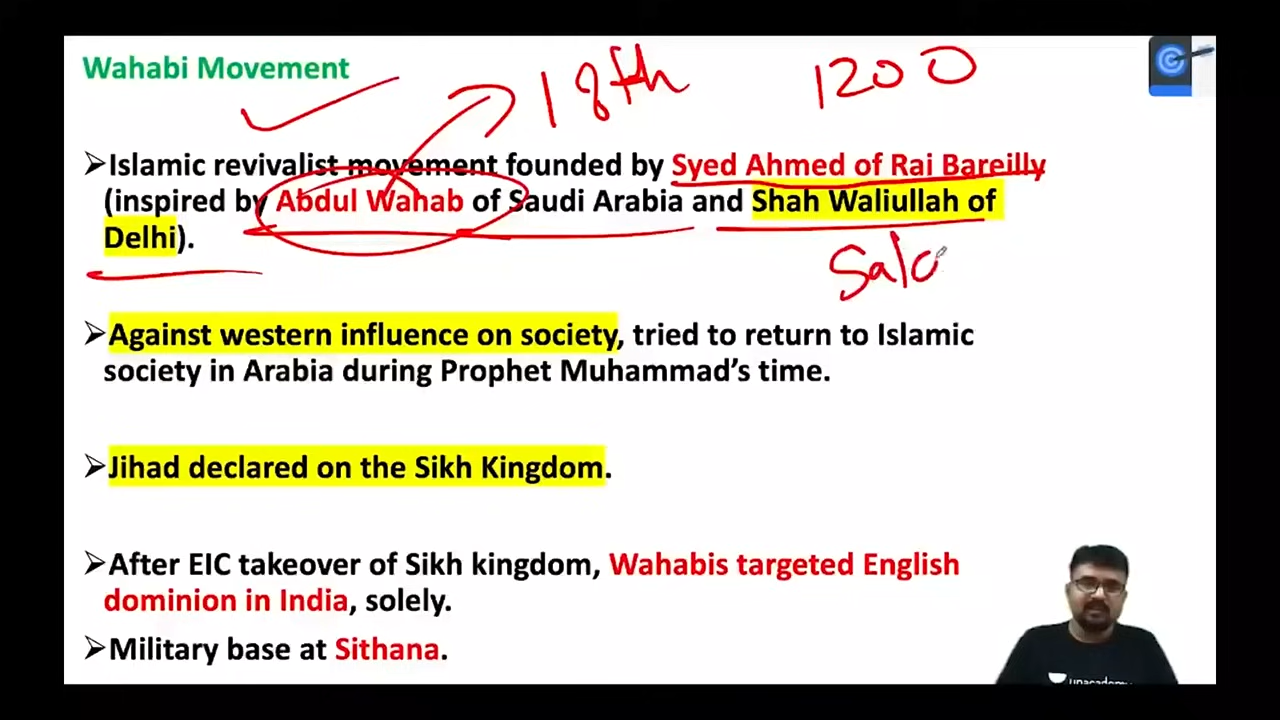 Wahabi Movement
18th
1200
➢Islamic revivalist movement founded by Syed Ahmed of Rai Bareilly
(inspired by Abdul Wahab of Saudi Arabia and Shah Waliullah of
Delhi).
➢Against western influence on society, tried to return to Islamic
society in Arabia during Prophet Muhammad’s time.
➢Jihad declared on the Sikh Kingdom.
➢After EIC takeover of Sikh kingdom, Wahabis targeted English
dominion in India, solely.
➢Military base at Sithana.
unacademy